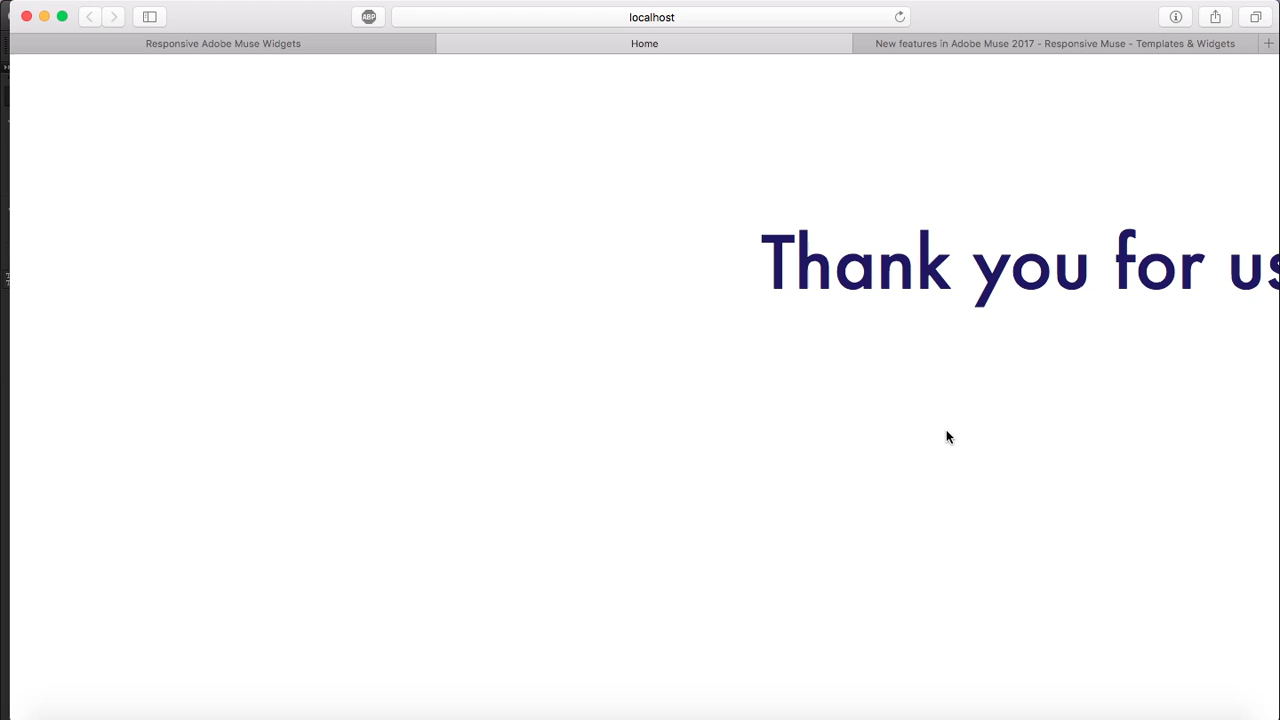 localhost
ABP
Responsive Adobe Muse Widgets
Home
New features in Adobe Muse 2017 - Responsive Muse - Templates & Widgets
Thank you for us